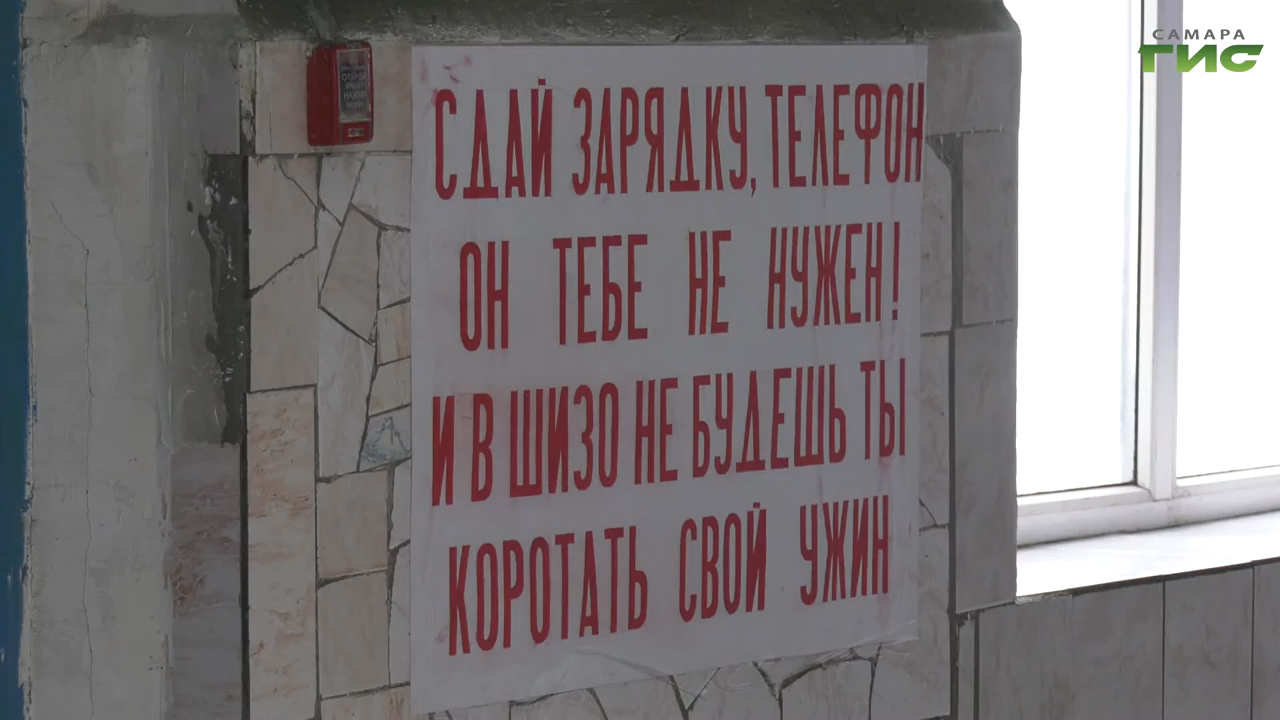 САМАРА
ГИС
СДАЙ ЗАРЯДКУ, ТЕЛЕФОН
ОН ТЕБЕ НЕ НУЖЕН!
И В ШИЗО НЕ БУДЕШЬ ТЫ
КОРОТАТЬ СВОЙ УЖИН